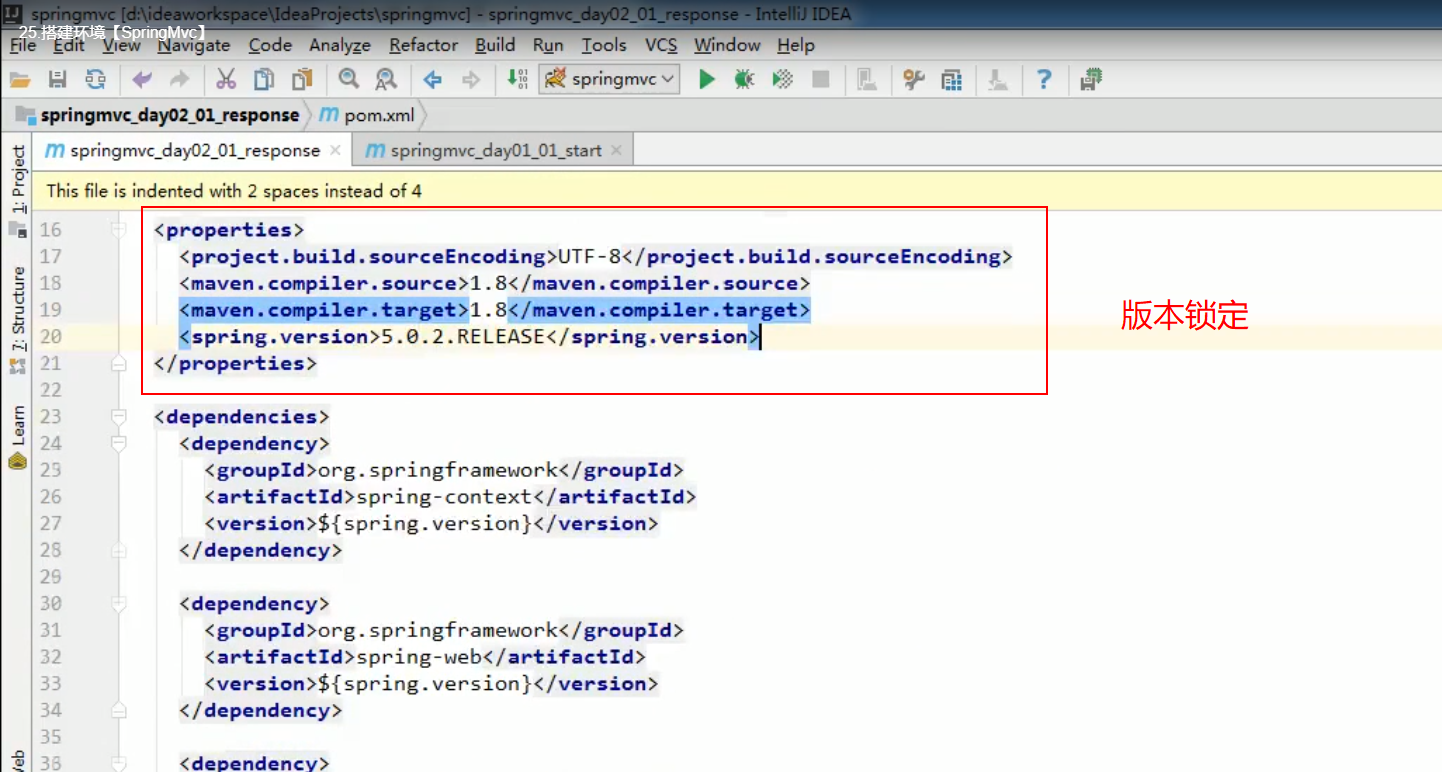 springmvc [d:\ideaworkspace\IdeaProjects\springmvc] - springmvc_day02_01_response - IntelliJ IDEA
25.搭建环境【SpringMvc】
File Edit View Navigate Code Analyze Refactor Build Run Tools VCS Window Help
springmvc
springmvc_day02_01_response pom.xml
springmvc_day02_01_response springmvc_day01_01_start
This file is indented with 2 spaces instead of 4
1: Project
7: Structure
Learn
16 <properties>
17 <project.build.sourceEncoding>UTF-8</project.build.sourceEncoding>
18 <maven.compiler.source>1.8</maven.compiler.source>
19 <maven.compiler.target>1.8</maven.compiler.target>
20 <spring.version>5.0.2.RELEASE</spring.version>
21 </properties>
版本锁定
22
23 <dependencies>
24 <dependency>
25 <groupId>org.springframework</groupId>
26 <artifactId>spring-context</artifactId>
27 <version>${spring.version}</version>
28 </dependency>
29
30 <dependency>
31 <groupId>org.springframework</groupId>
32 <artifactId>spring-web</artifactId>
33 <version>${spring.version}</version>
34 </dependency>
35
36 <dependency>